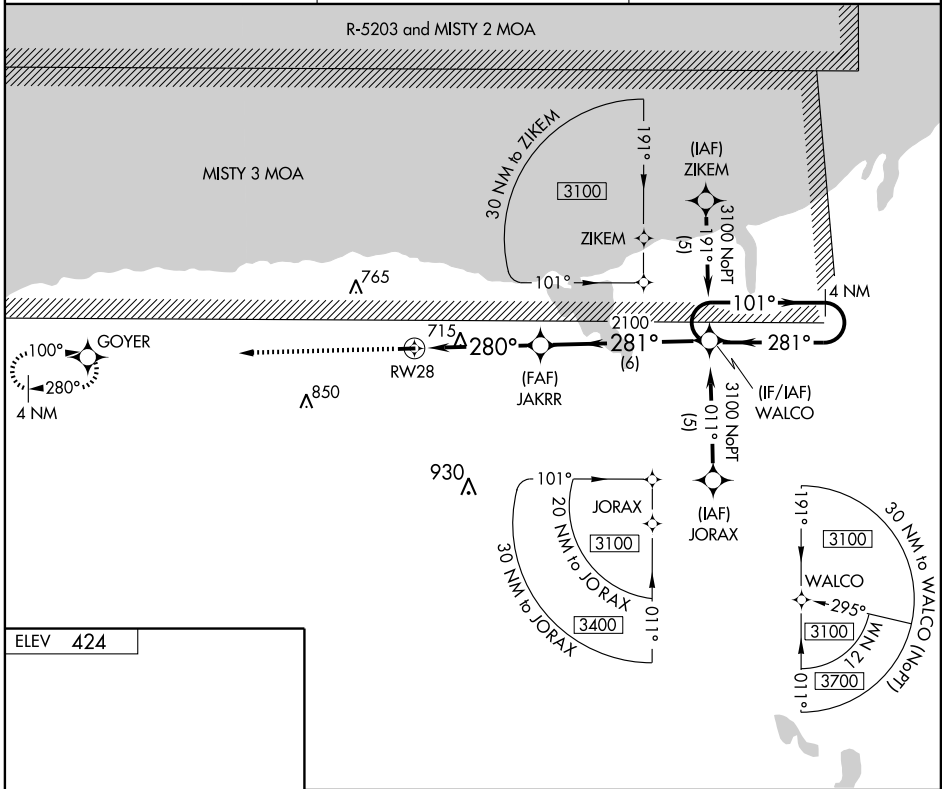 R-5203 and MISTY 2 MOA
MISTY 3 MOA
30 NM to ZIKEM
191°
3100
ZIKEM
101°
(IAF)
ZIKEM
3100 NoPT
191°
(5)
765
101°
4 NM
2100
GOYER
100°
280°
4 NM
715
280°
281°
281°
(6)
RW28
(FAF)
JAKRR
(IF/IAF)
WALCO
850
3100 NoPT
011°
(5)
930
101°
JORAX
20 NM to JORAX
3100
30 NM to JORAX
3400
011°
(IAF)
JORAX
191°
30 NM to WALCO (NoPT)
3100
WALCO
295°
3100
12 NM
3700
011°
ELEV 424